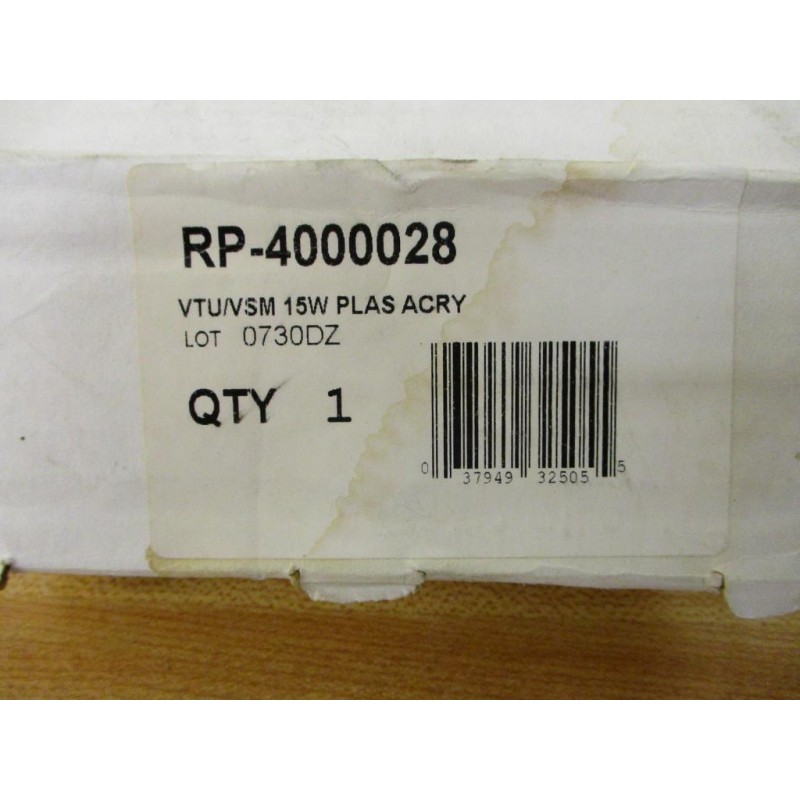 RP-4000028
VTU/VSM 15W PLAS ACRY
LOT 0730DZ
QTY 1
0 37949 32505 5